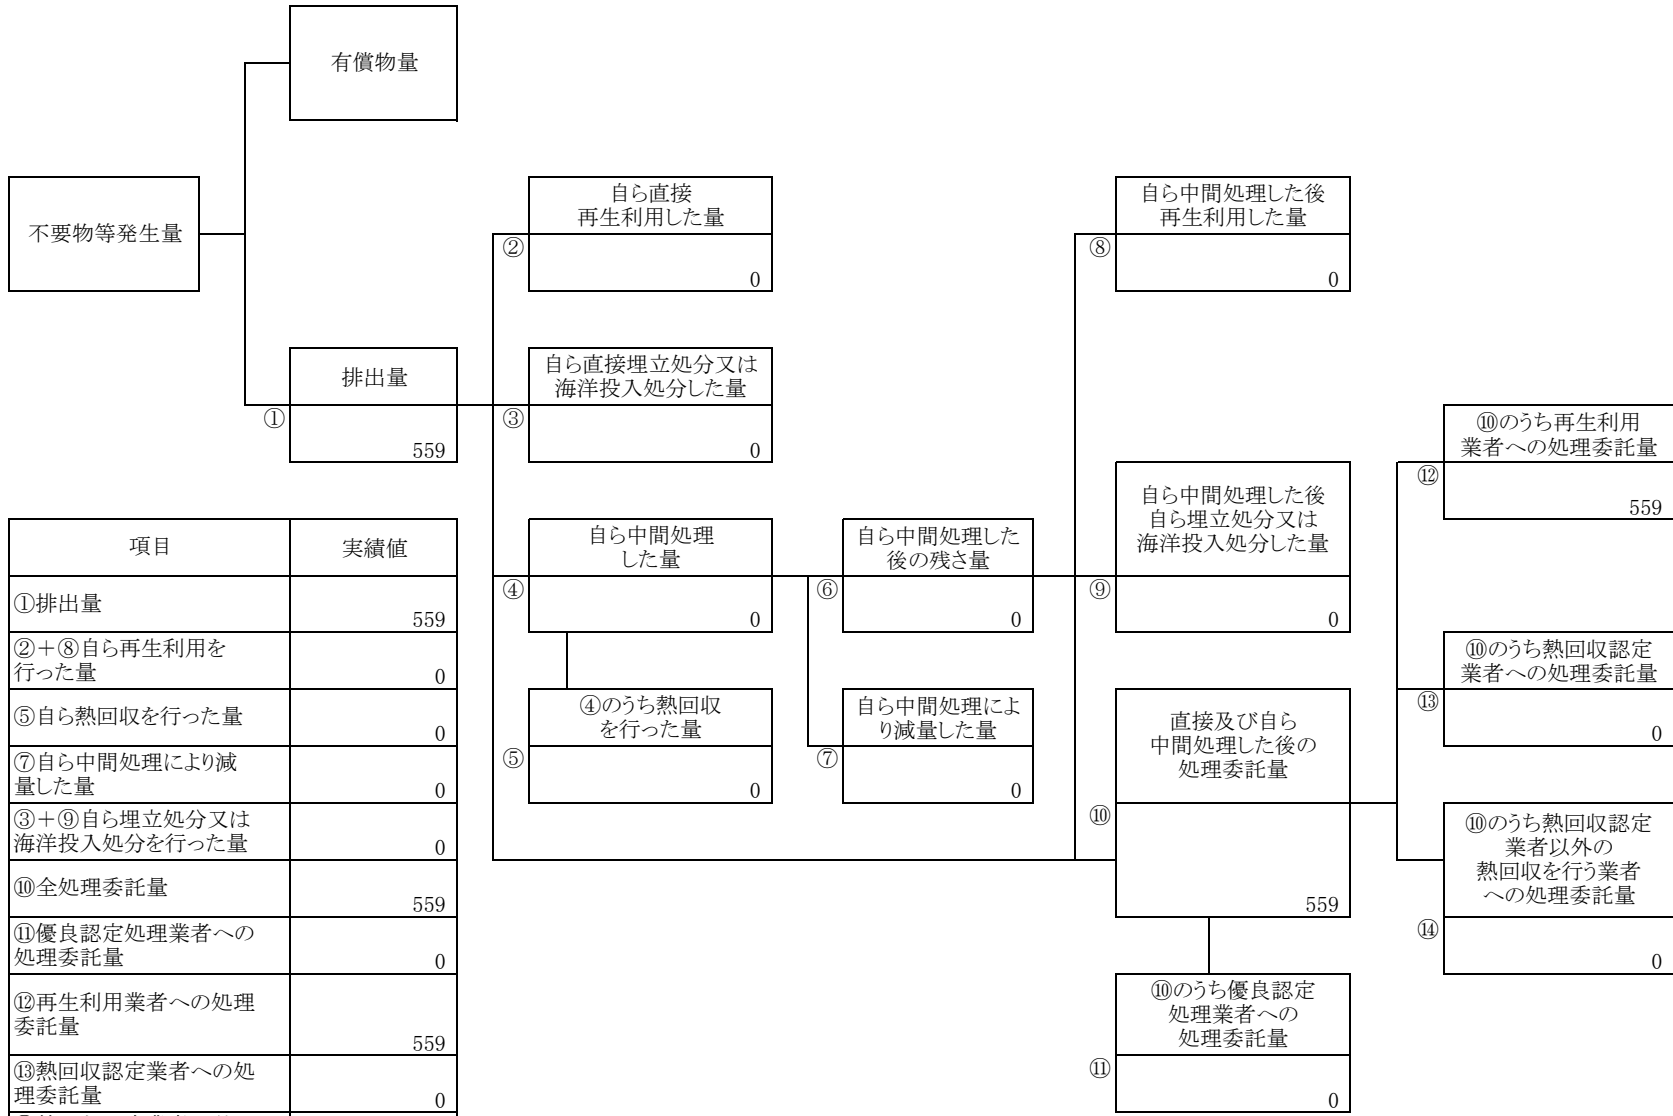 有償物量
不要物等発生量
自ら直接
再生利用した量
②
0
自ら中間処理した後
再生利用した量
⑧
0
排出量
①
559
自ら直接埋立処分又は
海洋投入処分した量
③
0
⑩のうち再生利用
業者への処理委託量
⑫
559
自ら中間処理
した量
④
0
自ら中間処理した
後の残さ量
⑥
0
自ら中間処理した後
自ら埋立処分又は
海洋投入処分した量
⑨
0
⑩のうち熱回収認定
業者への処理委託量
⑬
0
④のうち熱回収
を行った量
⑤
0
自ら中間処理によ
り減量した量
⑦
0
直接及び自ら
中間処理した後の
処理委託量
⑩
559
⑩のうち熱回収認定
業者以外の
熱回収を行う業者
への処理委託量
⑭
0
⑩のうち優良認定
処理業者への
処理委託量
⑪
0
項目
実績値
①排出量
559
②＋⑧自ら再生利用を
行った量
0
⑤自ら熱回収を行った量
0
⑦自ら中間処理により減
量した量
0
③＋⑨自ら埋立処分又は
海洋投入処分を行った量
0
⑩全処理委託量
559
⑪優良認定処理業者への
処理委託量
0
⑫再生利用業者への処理
委託量
559
⑬熱回収認定業者への処
理委託量
0